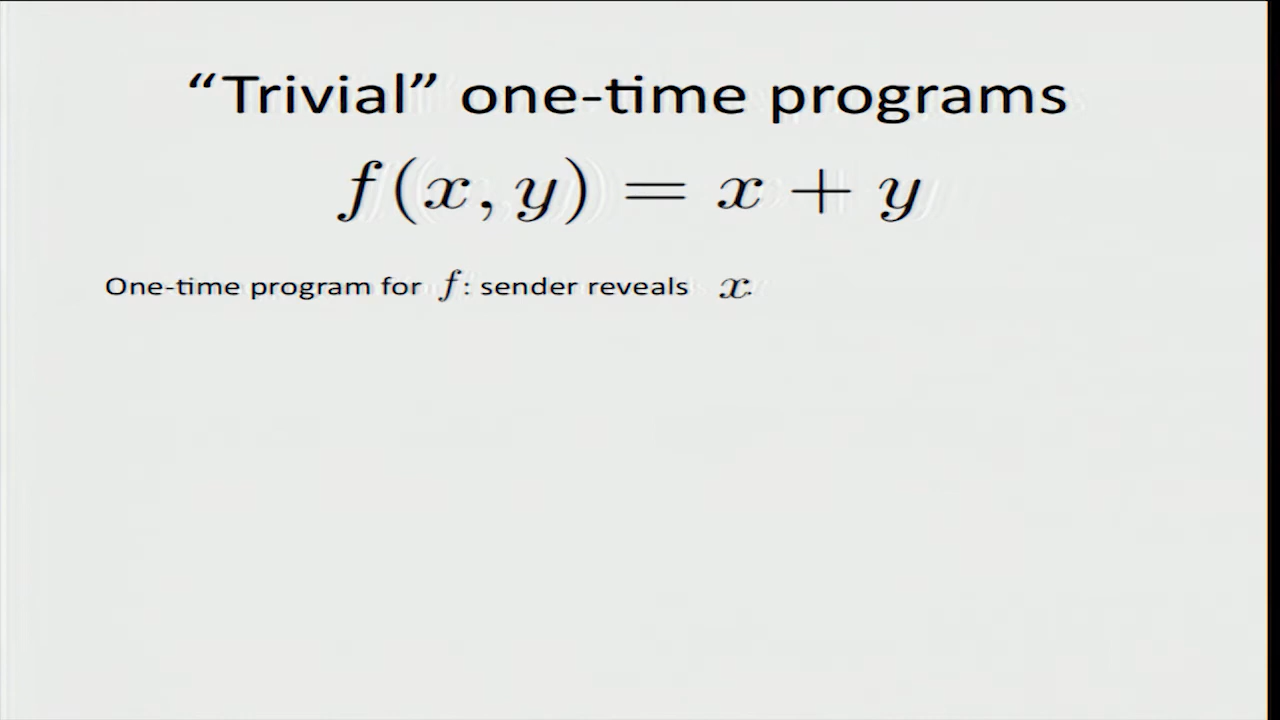 “Trivial” one-time programs
f(x, y) = x + y
One-time program for f: sender reveals x.